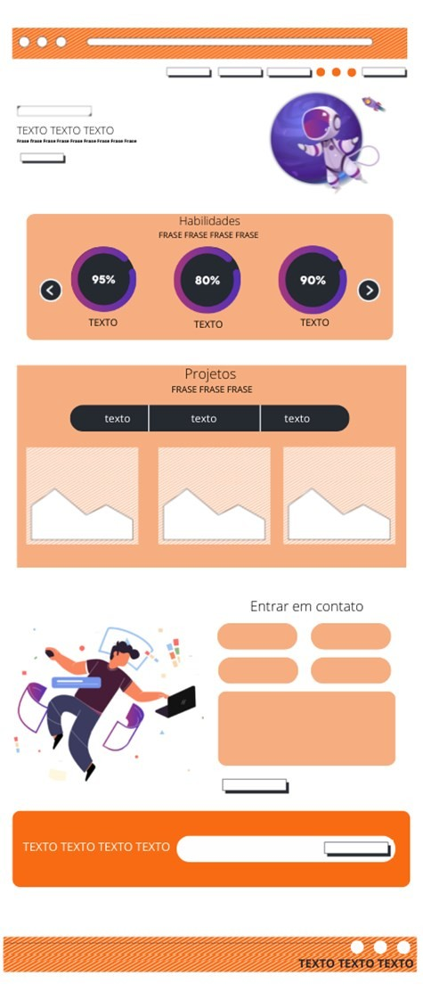 TEXTO TEXTO TEXTO
Frase frase Frase Frase Frase Frase Frase Frase Frase
Habilidades
FRASE FRASE FRASE FRASE
95% 80% 90%
TEXTO TEXTO TEXTO
Projetos
FRASE FRASE FRASE
texto texto texto
Entrar em contato
TEXTO TEXTO TEXTO TEXTO
TEXTO TEXTO TEXTO